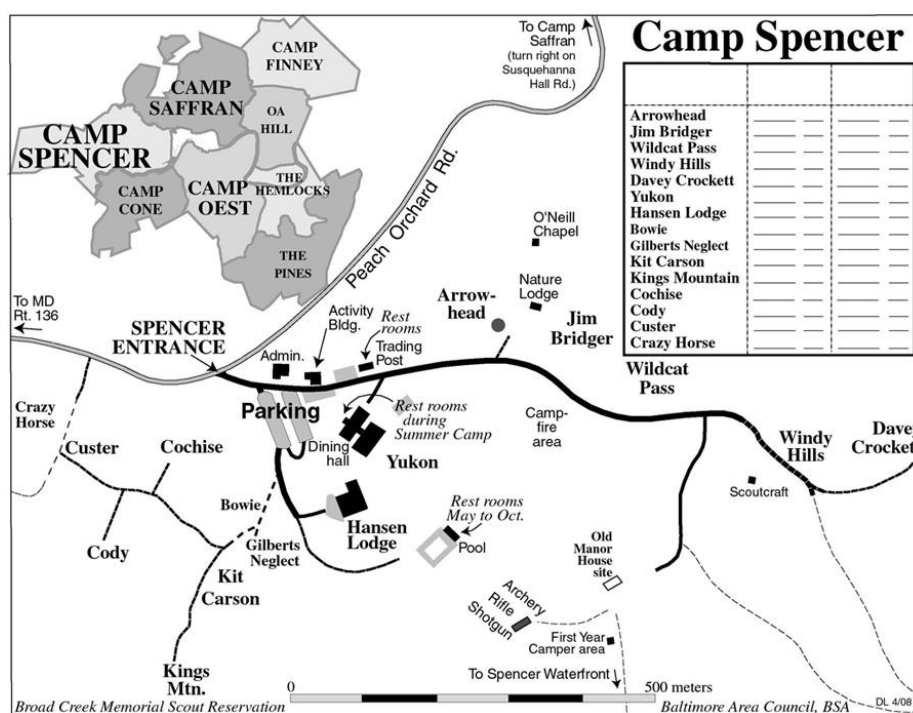 Camp Spencer
To Camp
Saffran
(turn right on
Susquehanna
Hall Rd.)
CAMP
FINNEY
CAMP
SAFFRAN
OA
HILL
CAMP
SPENCER
THE
HEMLOCKS
CAMP
CONE
CAMP
OEST
THE
PINES
Peach Orchard Rd.
Arrowhead
Jim Bridger
Wildcat Pass
Windy Hills
Davey Crockett
Yukon
Hansen Lodge
Bowie
Gilberts Neglect
Kit Carson
Kings Mountain
Cochise
Cody
Custer
Crazy Horse
O'Neill
Chapel
Nature
Lodge
To MD
Rt. 136
SPENCER
ENTRANCE
Admin.
Activity
Bldg.
Rest
rooms
Trading
Post
Arrow-
head
Jim
Bridger
Wildcat
Pass
Parking
Rest rooms
during
Summer Camp
Dining
hall
Yukon
Camp-
fire
area
Windy
Hills
Davey
Crockett
Scoutcraft
Crazy
Horse
Custer
Cochise
Cody
Bowie
Gilberts
Neglect
Hansen
Lodge
Rest rooms
May to Oct.
Pool
Old
Manor
House
site
Kit
Carson
Archery
Rifle
Shotgun
First Year
Camper area
Kings
Mtn.
To Spencer Waterfront
0
500 meters
Broad Creek Memorial Scout Reservation
Baltimore Area Council, BSA
DL 4/08